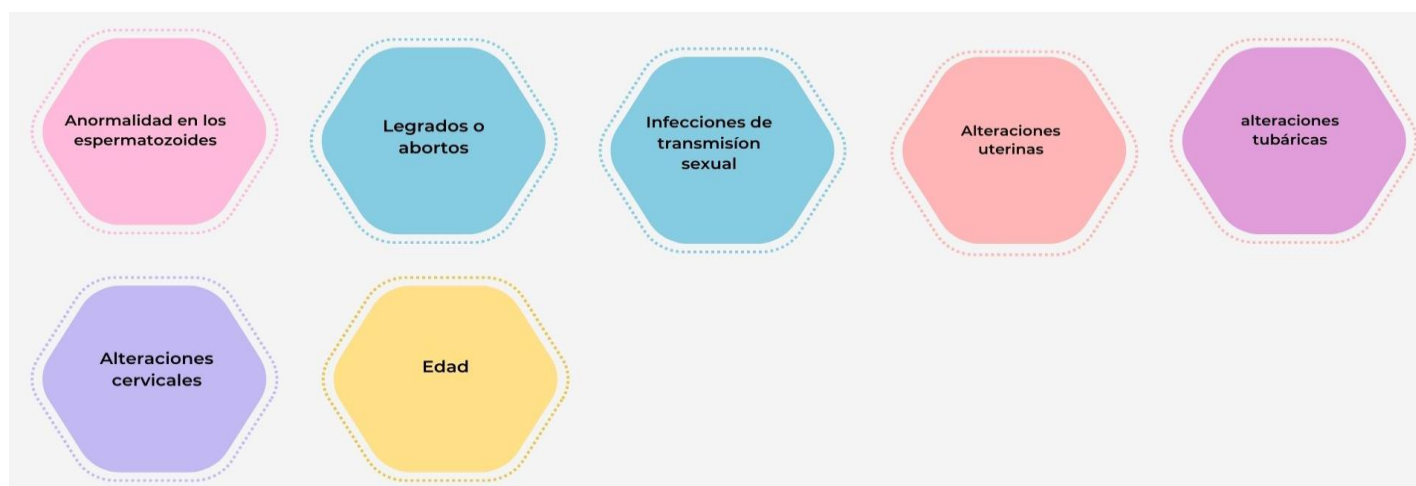 Anormalidad en los
espermatozoides
Legrados o
abortos
Infecciones de
transmisíon
sexual
Alteraciones
uterinas
alteraciones
tubáricas
Alteraciones
cervicales
Edad